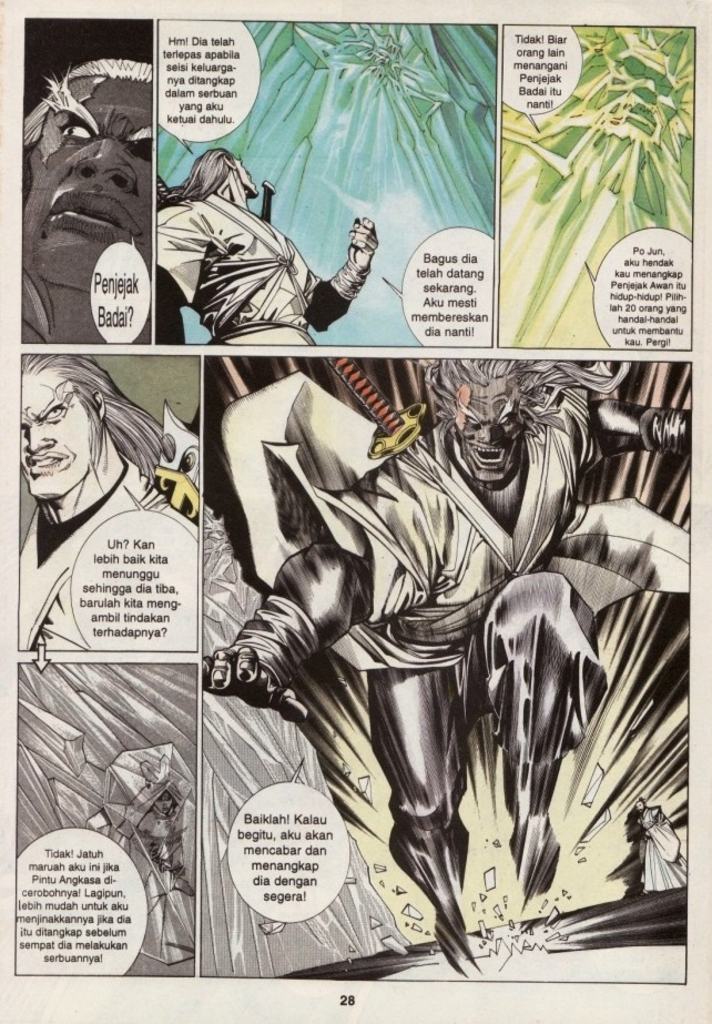 Penjejak
Badai?
Hm! Dia telah
terlepas apabila
seisi keluarga-
nya ditangkap
dalam serbuan
yang aku
ketuai dahulu.
Bagus dia
telah datang
sekarang.
Aku mesti
membereskan
dia nanti!
Tidak! Biar
orang lain
menangani
Penjejak
Badai itu
nanti!
Po Jun,
aku hendak
kau menangkap
Penjejak Awan itu
hidup-hidup! Pilih-
lah 20 orang yang
handal-handal
untuk membantu
kau. Pergi!
Uh? Kan
lebih baik kita
menunggu
sehingga dia tiba,
barulah kita meng-
ambil tindakan
terhadapnya?
Tidak! Jatuh
maruah aku ini jika
Pintu Angkasa di-
cerobohnya! Lagipun,
lebih mudah untuk aku
menjinakkannya jika dia
itu ditangkap sebelum
sempat dia melakukan
serbuannya!
Baiklah! Kalau
begitu, aku akan
mencabar dan
menangkap
dia dengan
segera!
28